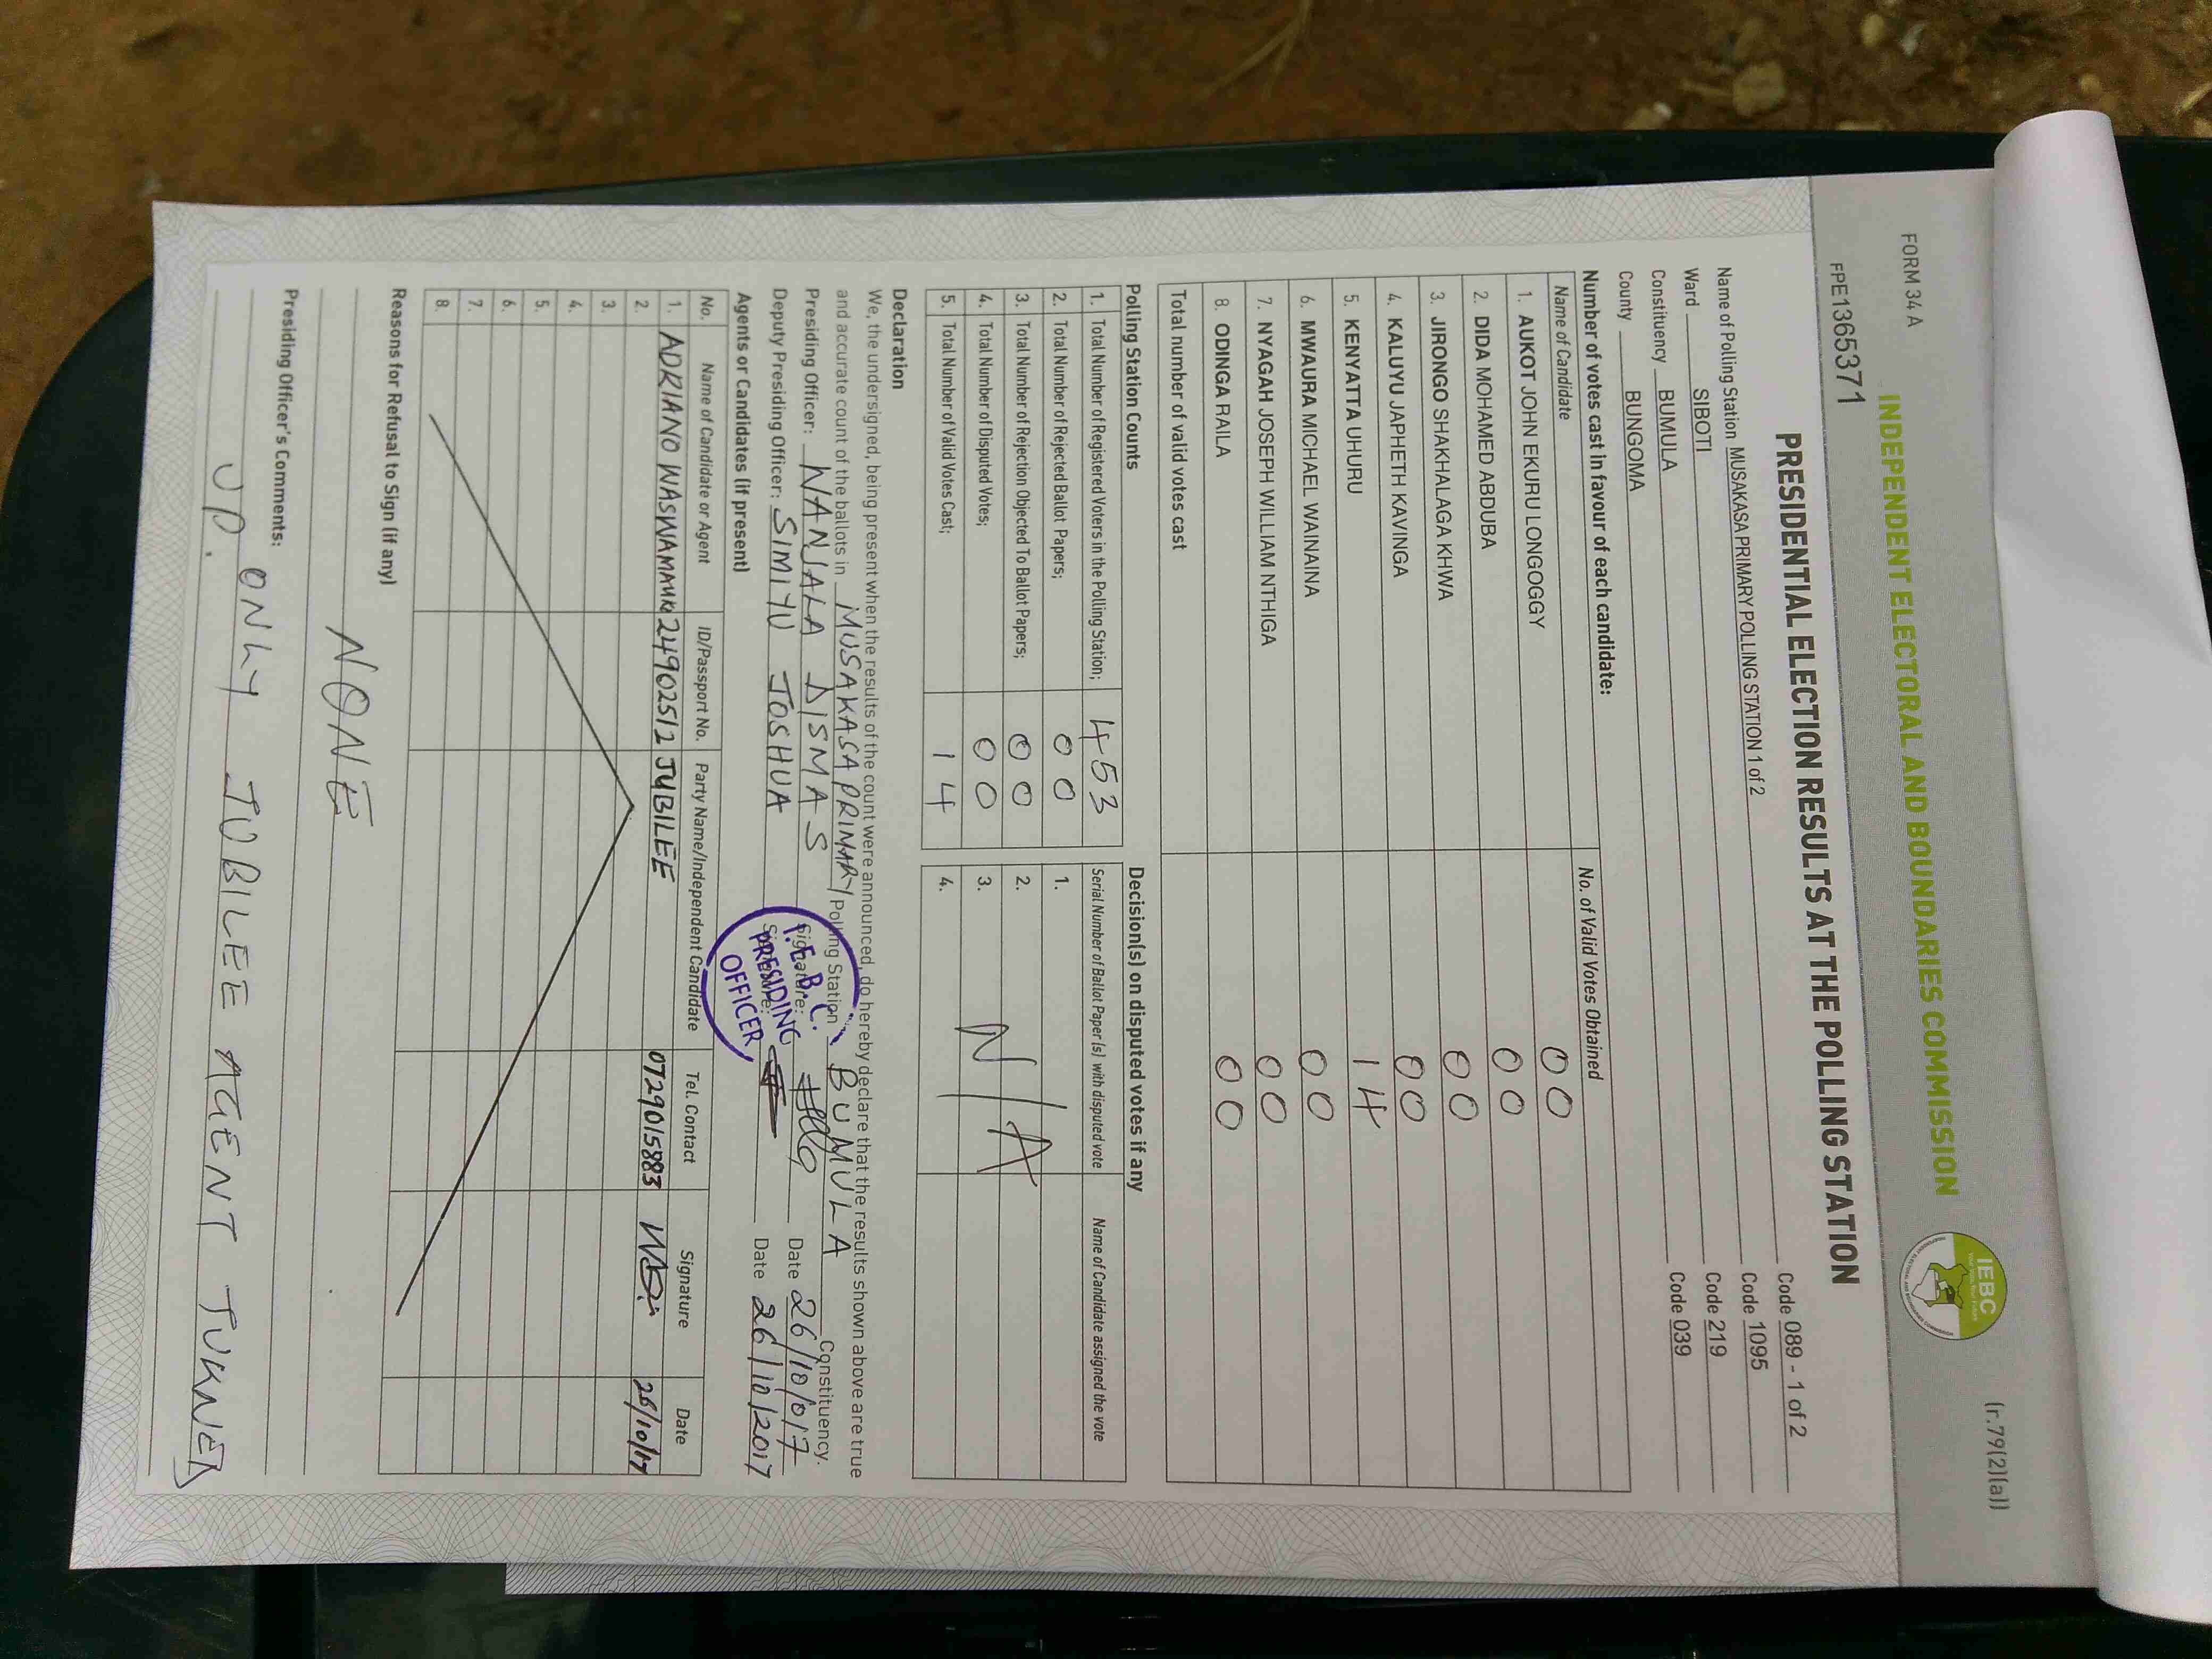 FORM 34 A
(r.79(2)(a))
INDEPENDENT ELECTORAL AND BOUNDARIES COMMISSION
IEBC
FPE1365371
PRESIDENTIAL ELECTION RESULTS AT THE POLLING STATION
Name of Polling Station MUSAKASA PRIMARY POLLING STATION 1 of 2 Code 089 - 1 of 2
Ward SIBOTI Code 1095
Constituency BUMULA Code 219
County BUNGOMA Code 039
Number of votes cast in favour of each candidate:
Name of Candidate No. of Valid Votes Obtained
1. AUKOT JOHN EKURU LONGOGGY 00
2. DIDA MOHAMED ABDUBA 00
3. JIRONGO SHAKHALAGA KHWA 00
4. KALUYU JAPHETH KAVINGA 00
5. KENYATTA UHURU 14
6. MWAURA MICHAEL WAINAINA 00
7. NYAGAH JOSEPH WILLIAM NTHIGA 00
8. ODINGA RAILA 00
Total number of valid votes cast
Polling Station Counts
1. Total Number of Registered Voters in the Polling Station; 453
2. Total Number of Rejected Ballot Papers; 00
3. Total Number of Rejection Objected To Ballot Papers; 00
4. Total Number of Disputed Votes; 00
5. Total Number of Valid Votes Cast; 14
Decision(s) on disputed votes if any
Serial Number of Ballot Paper(s) with disputed vote Name of Candidate assigned the vote
1.
2.
3.
4.
N/A
Declaration
We, the undersigned, being present when the results of the count were announced, do hereby declare that the results shown above are true
and accurate count of the ballots in MUSAKASA PRIMARY Polling Station BUMULA Constituency.
Presiding Officer: WANJALA DISMAS Signature: Date 26/10/017
Deputy Presiding Officer: SIMIYU JOSHUA Signature: Date 26/10/2017
I.E.B.C.
PRESIDING
OFFICER
Agents or Candidates (if present)
No. Name of Candidate or Agent ID/Passport No. Party Name/Independent Candidate Tel. Contact Signature Date
1. ADRIANO 24902512 JUBILEE 0729015883 26/10/17
2.
3.
4.
5.
6.
7.
8.
Reasons for Refusal to Sign (if any)
NONE
Presiding Officer's Comments:
ONLY JUBILEE AGENT TURNED
UP.